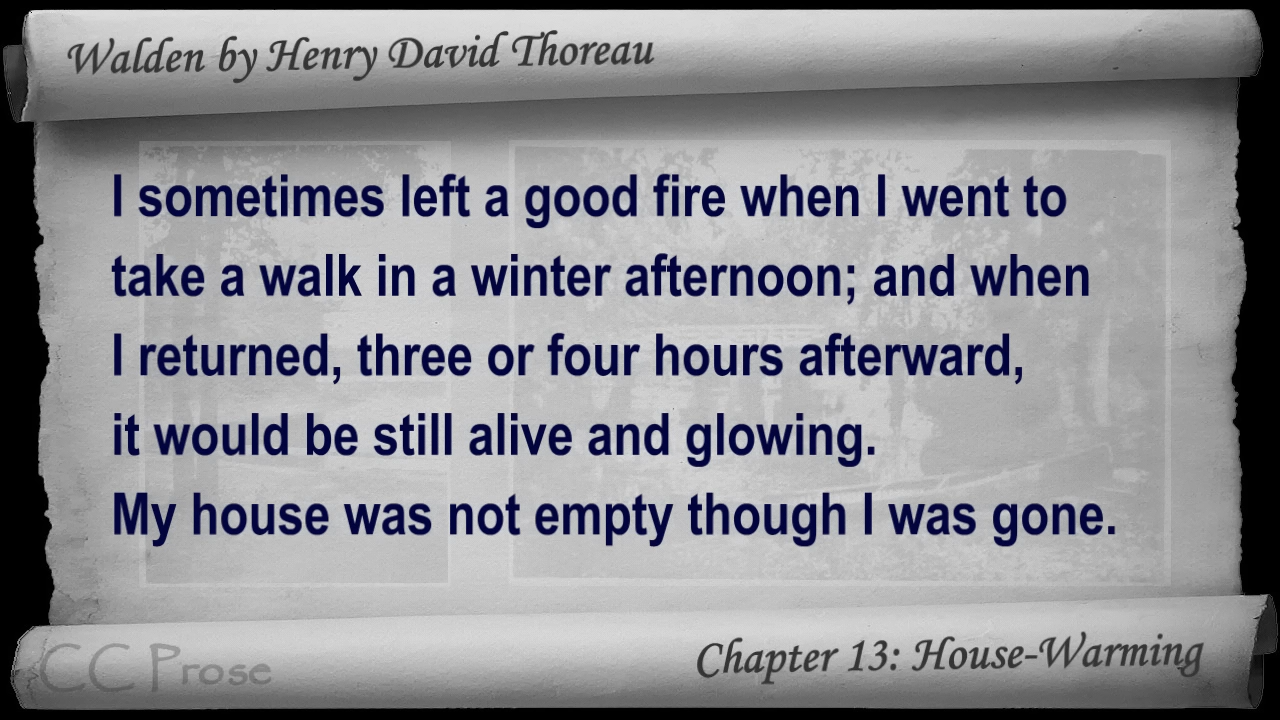 Walden by Henry David Thoreau
I sometimes left a good fire when I went to
take a walk in a winter afternoon; and when
I returned, three or four hours afterward,
it would be still alive and glowing.
My house was not empty though I was gone.
CC Prose
Chapter 13: House-Warming